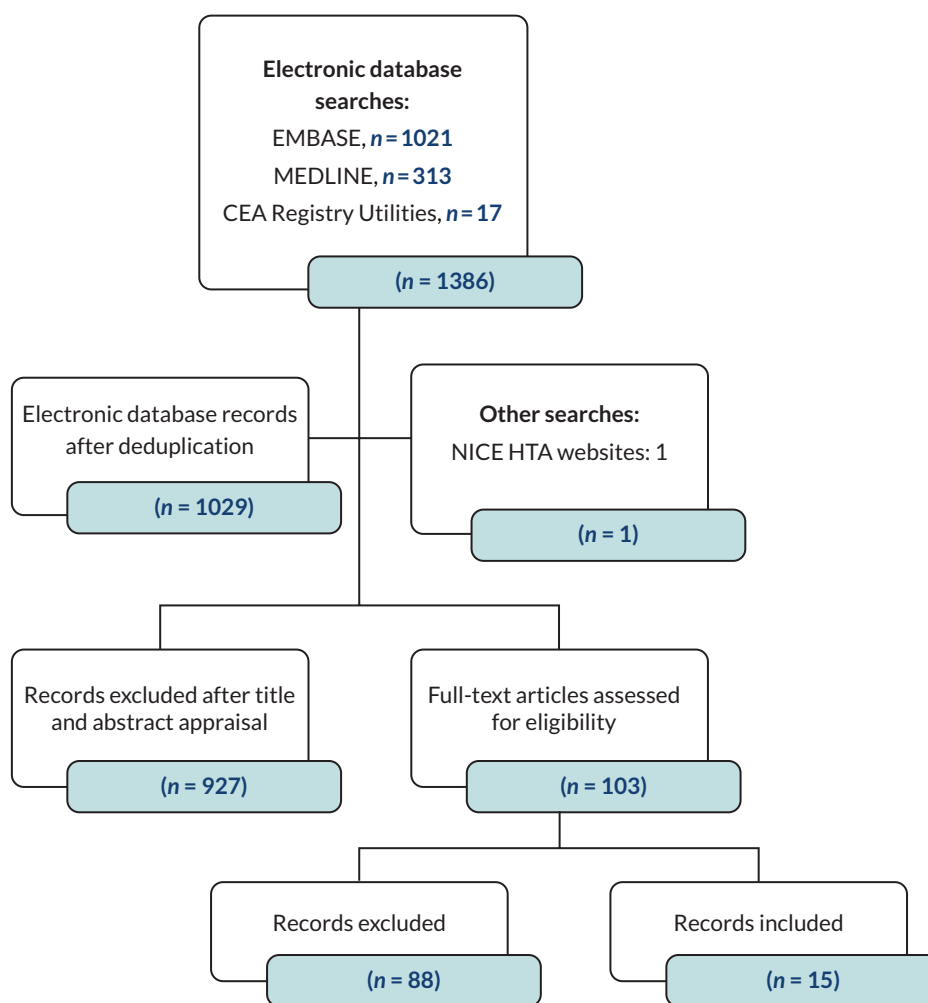 Electronic database
searches:
EMBASE, n = 1021
MEDLINE, n = 313
CEA Registry Utilities, n = 17
(n = 1386)
Electronic database records
after deduplication
(n = 1029)
Other searches:
NICE HTA websites: 1
(n = 1)
Records excluded after title
and abstract appraisal
(n = 927)
Full-text articles assessed
for eligibility
(n = 103)
Records excluded
(n = 88)
Records included
(n = 15)